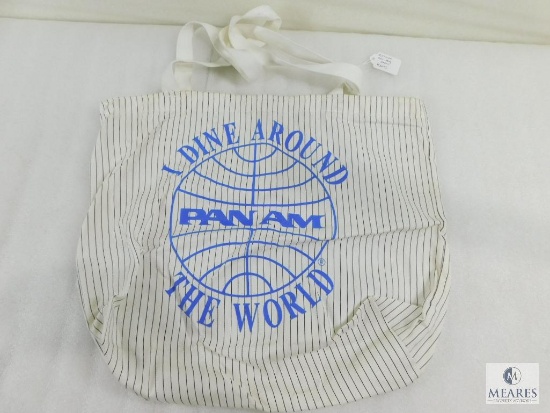 I DINE AROUND
PAN AM
THE WORLD®
M
MEARES